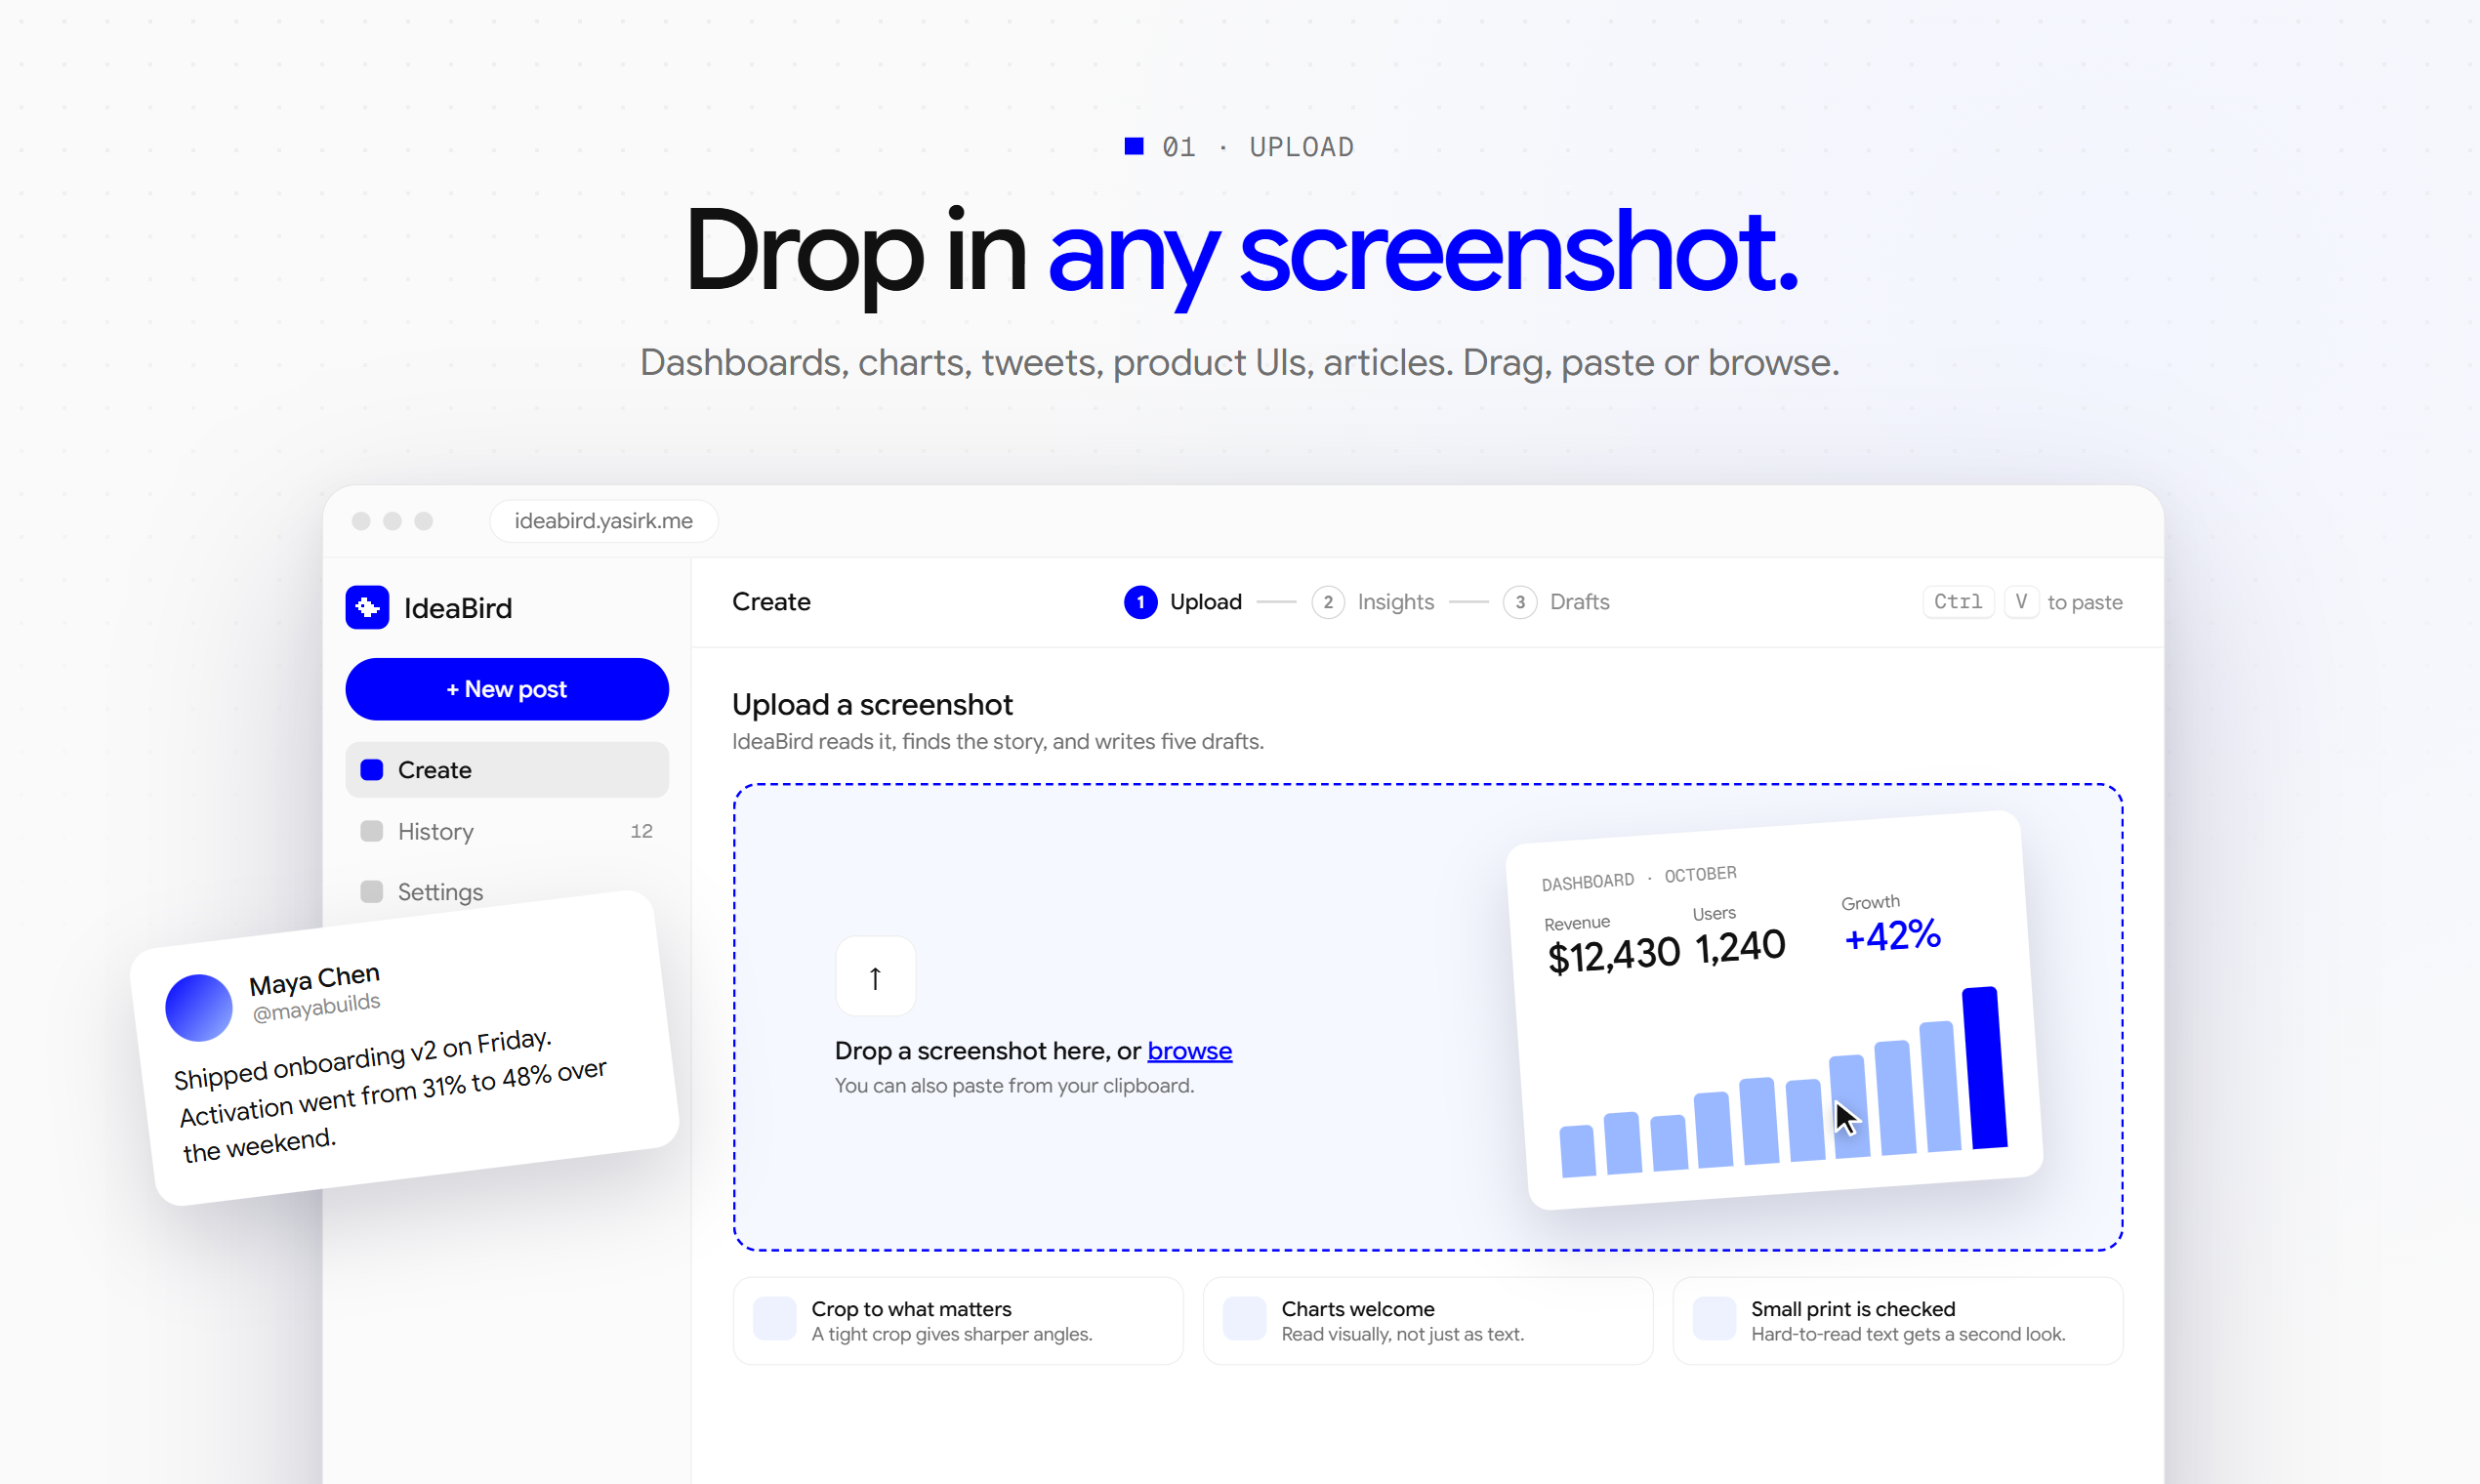 01 · UPLOAD
Drop in any screenshot.
Dashboards, charts, tweets, product UIs, articles. Drag, paste or browse.
ideabird.yasirk.me
IdeaBird
+ New post
Create
History 12
Settings
Create
1 Upload 2 Insights 3 Drafts
Ctrl V to paste
Upload a screenshot
IdeaBird reads it, finds the story, and writes five drafts.
↑
Drop a screenshot here, or browse
You can also paste from your clipboard.
DASHBOARD · OCTOBER
Revenue Users Growth
$12,430 1,240 +42%
Maya Chen
@mayabuilds
Shipped onboarding v2 on Friday.
Activation went from 31% to 48% over
the weekend.
Crop to what matters
A tight crop gives sharper angles.
Charts welcome
Read visually, not just as text.
Small print is checked
Hard-to-read text gets a second look.